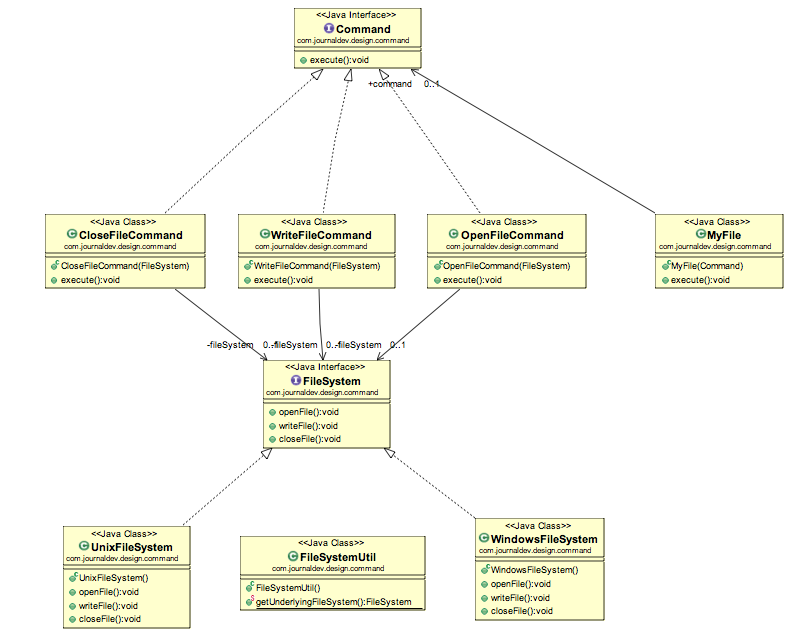 <<Java Interface>>
Command
com.journaldev.design.command
execute():void
+command 0..1
<<Java Class>>
CloseFileCommand
com.journaldev.design.command
CloseFileCommand(FileSystem)
execute():void
<<Java Class>>
WriteFileCommand
com.journaldev.design.command
WriteFileCommand(FileSystem)
execute():void
<<Java Class>>
OpenFileCommand
com.journaldev.design.command
OpenFileCommand(FileSystem)
execute():void
<<Java Class>>
MyFile
com.journaldev.design.command
MyFile(Command)
execute():void
-fileSystem 0..1 -fileSystem 0..1 -fileSystem 0..1
<<Java Interface>>
FileSystem
com.journaldev.design.command
openFile():void
writeFile():void
closeFile():void
<<Java Class>>
UnixFileSystem
com.journaldev.design.command
UnixFileSystem()
openFile():void
writeFile():void
closeFile():void
<<Java Class>>
FileSystemUtil
com.journaldev.design.command
FileSystemUtil()
getUnderlyingFileSystem():FileSystem
<<Java Class>>
WindowsFileSystem
com.journaldev.design.command
WindowsFileSystem()
openFile():void
writeFile():void
closeFile():void